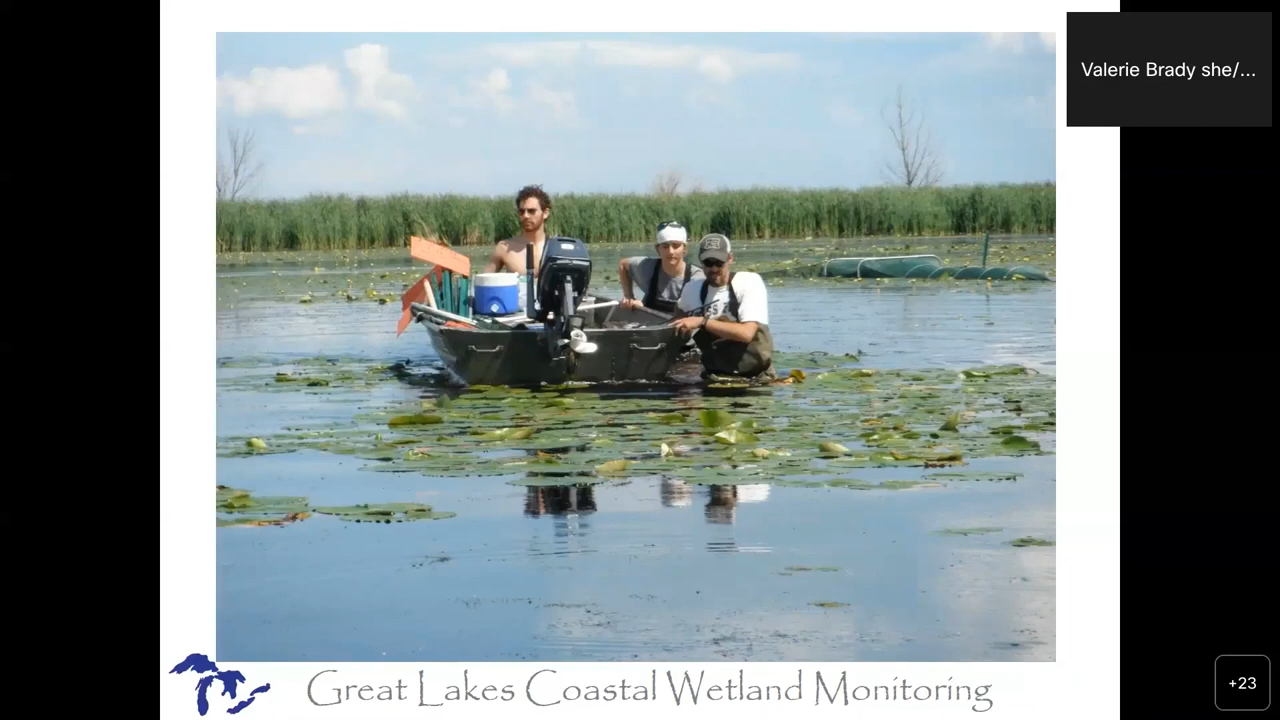 Valerie Brady she/...
Great Lakes Coastal Wetland Monitoring
+23